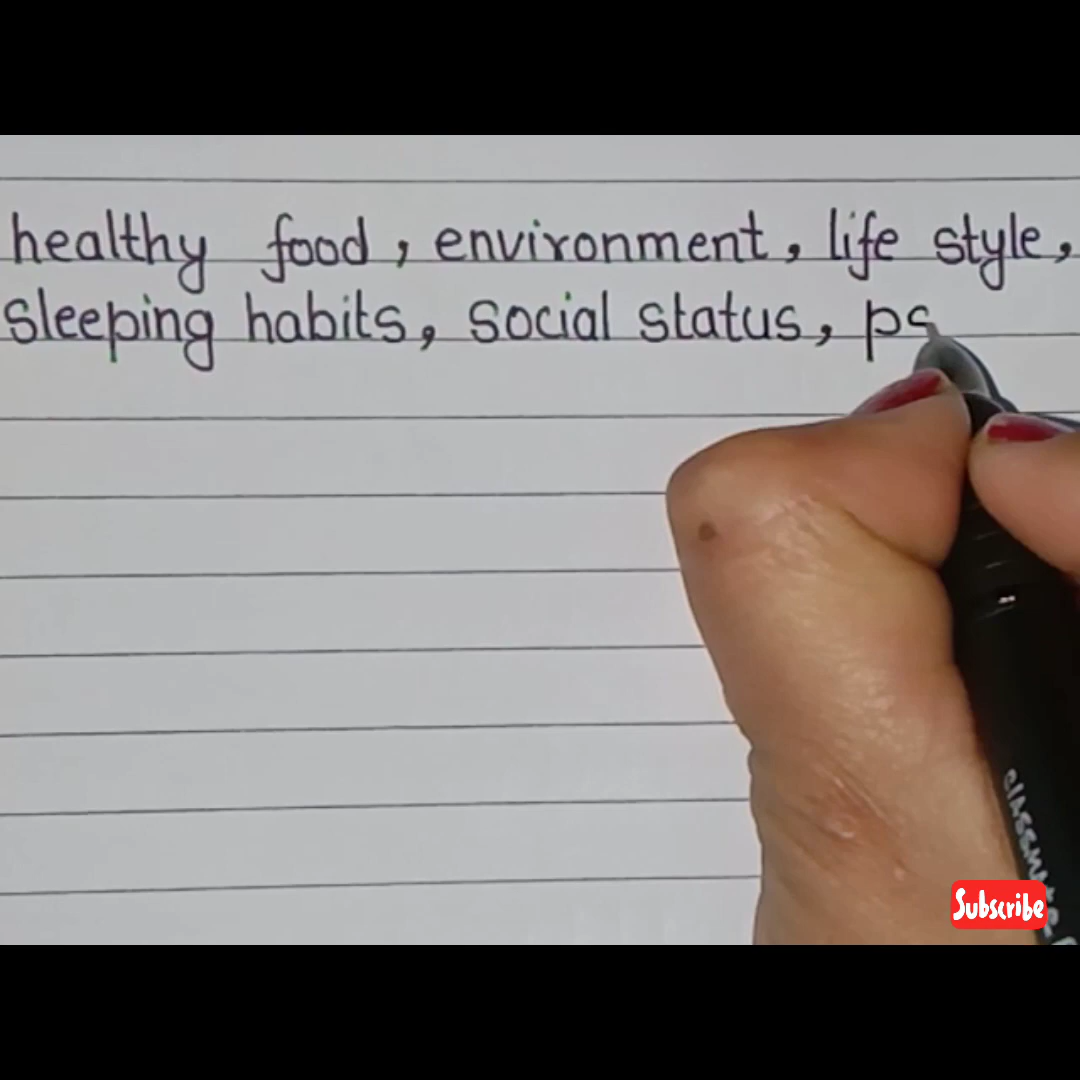 healthy food, environment, life style,
sleeping habits, social status, ps
Subscribe